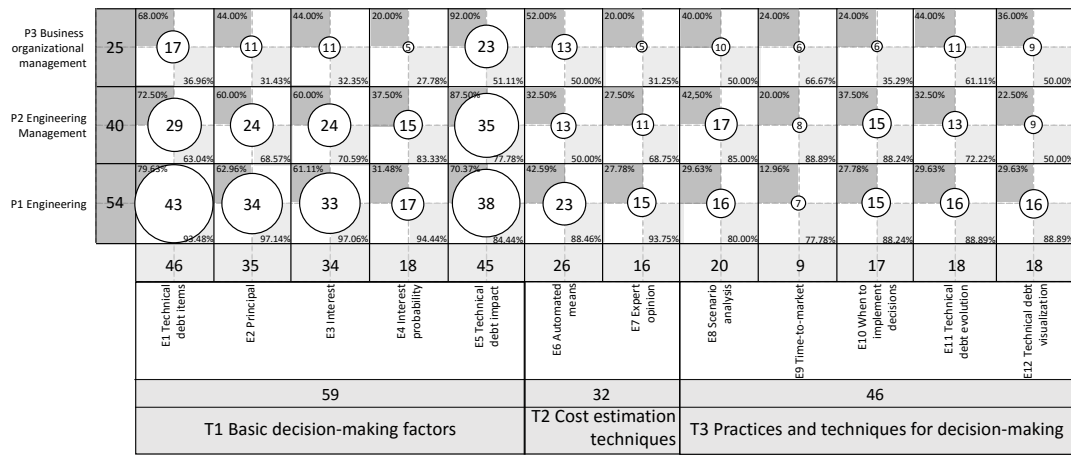 68.00% 44.00% 44.00% 20.00% 92.00% 52.00% 20.00% 40.00% 24.00% 24.00% 44.00% 36.00%
P3 Business
organizational
management
25 17 11 11 5 23 13 5 10 6 6 11 9
36.96% 31.43% 32.35% 27.78% 51.11% 50.00% 31.25% 50.00% 66.67% 35.29% 61.11% 50.00%
72.50% 60.00% 60.00% 37.50% 87.50% 32.50% 27.50% 42,50% 20.00% 37.50% 32.50% 22.50%
P2 Engineering
Management
40 29 24 24 15 35 13 11 17 8 15 13 9
63.04% 68.57% 70.59% 83.33% 77.78% 50.00% 68.75% 85.00% 88.89% 88.24% 72.22% 50,00%
79.63% 62.96% 61.11% 31.48% 70.37% 42.59% 27.78% 29.63% 12.96% 27.78% 29.63% 29.63%
P1 Engineering 54 43 34 33 17 38 23 15 16 7 15 16 16
93.48% 97.14% 97.06% 94.44% 84.44% 88.46% 93.75% 80.00% 77.78% 88.24% 88.89% 88.89%
46 35 34 18 45 26 16 20 9 17 18 18
E1 Technical
debt items
E2 Principal
E3 Interest
E4 Interest
probability
E5 Technical
debt impact
E6 Automated
means
E7 Expert
opinion
E8 Scenario
analysis
E9 Time-to-market
E10 When to
implement
decisions
E11 Technical
debt evolution
E12 Technical debt
visualization
59 32 46
T1 Basic decision-making factors
T2 Cost estimation
techniques
T3 Practices and techniques for decision-making